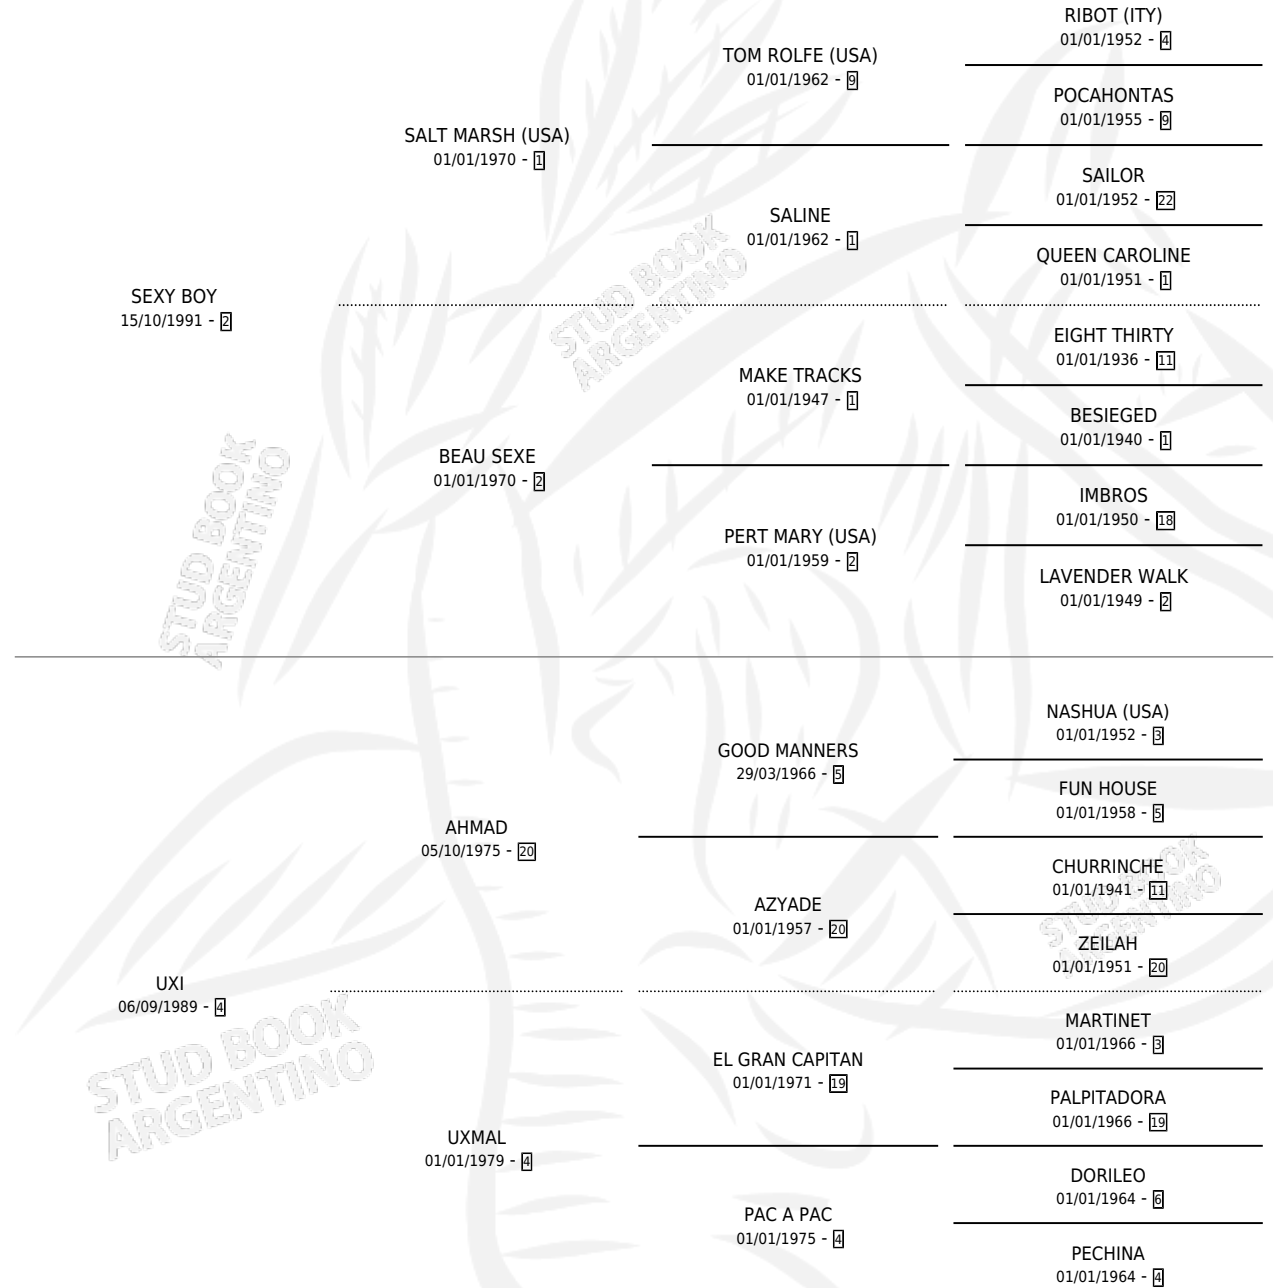 RIBOT (ITY)
01/01/1952 - 4
TOM ROLFE (USA)
01/01/1962 - 9
POCAHONTAS
01/01/1955 - 9
SALT MARSH (USA)
01/01/1970 - 1
SAILOR
01/01/1952 - 22
SALINE
01/01/1962 - 1
QUEEN CAROLINE
01/01/1951 - 1
SEXY BOY
15/10/1991 - 2
STUD BOOK
ARGENTINO
EIGHT THIRTY
01/01/1936 - 11
MAKE TRACKS
01/01/1947 - 1
BESIEGED
01/01/1940 - 1
BEAU SEXE
01/01/1970 - 2
IMBROS
01/01/1950 - 18
PERT MARY (USA)
01/01/1959 - 2
LAVENDER WALK
01/01/1949 - 2
STUD BOOK
ARGENTINO
NASHUA (USA)
01/01/1952 - 3
GOOD MANNERS
29/03/1966 - 5
FUN HOUSE
01/01/1958 - 5
AHMAD
05/10/1975 - 20
CHURRINCHE
01/01/1941 - 11
AZYADE
01/01/1957 - 20
ZEILAH
01/01/1951 - 20
STUD BOOK
ARGENTINO
UXI
06/09/1989 - 4
MARTINET
01/01/1966 - 3
EL GRAN CAPITAN
01/01/1971 - 19
PALPITADORA
01/01/1966 - 19
STUD BOOK
ARGENTINO
UXMAL
01/01/1979 - 4
DORILEO
01/01/1964 - 6
PAC A PAC
01/01/1975 - 4
PECHINA
01/01/1964 - 4